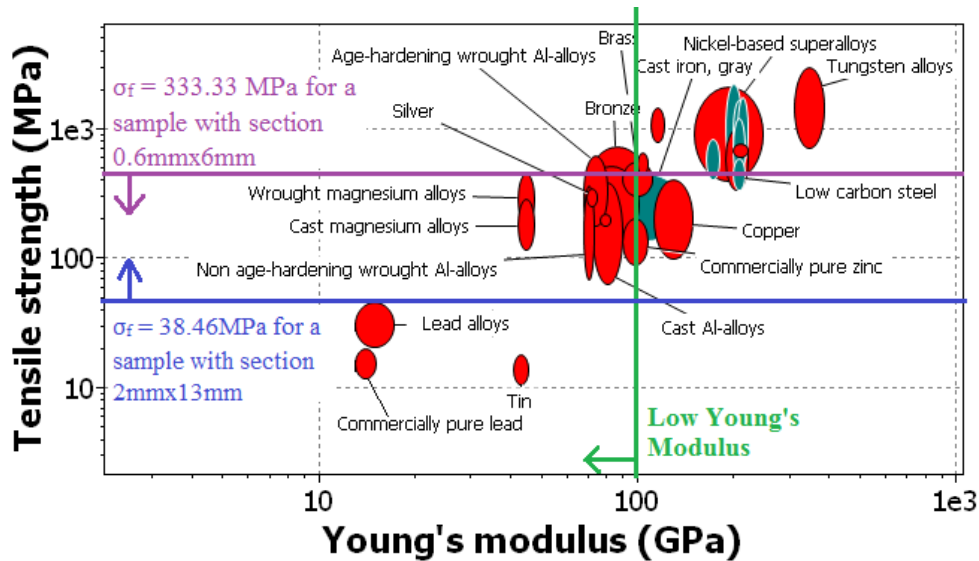 Brass
Nickel-based superalloys
Age-hardening wrought Al-alloys
Cast iron, gray
Tungsten alloys
σf = 333.33 MPa for a
sample with section
0.6mmx6mm
Silver
Bronze
1e3
Wrought magnesium alloys
Low carbon steel
Cast magnesium alloys
Copper
100
Non age-hardening wrought Al-alloys
Commercially pure zinc
σf = 38.46MPa for a
sample with section
2mmx13mm
Lead alloys
Cast Al-alloys
10
Tin
Commercially pure lead
Low Young's
Modulus
Tensile strength (MPa)
10
100
1e3
Young's modulus (GPa)